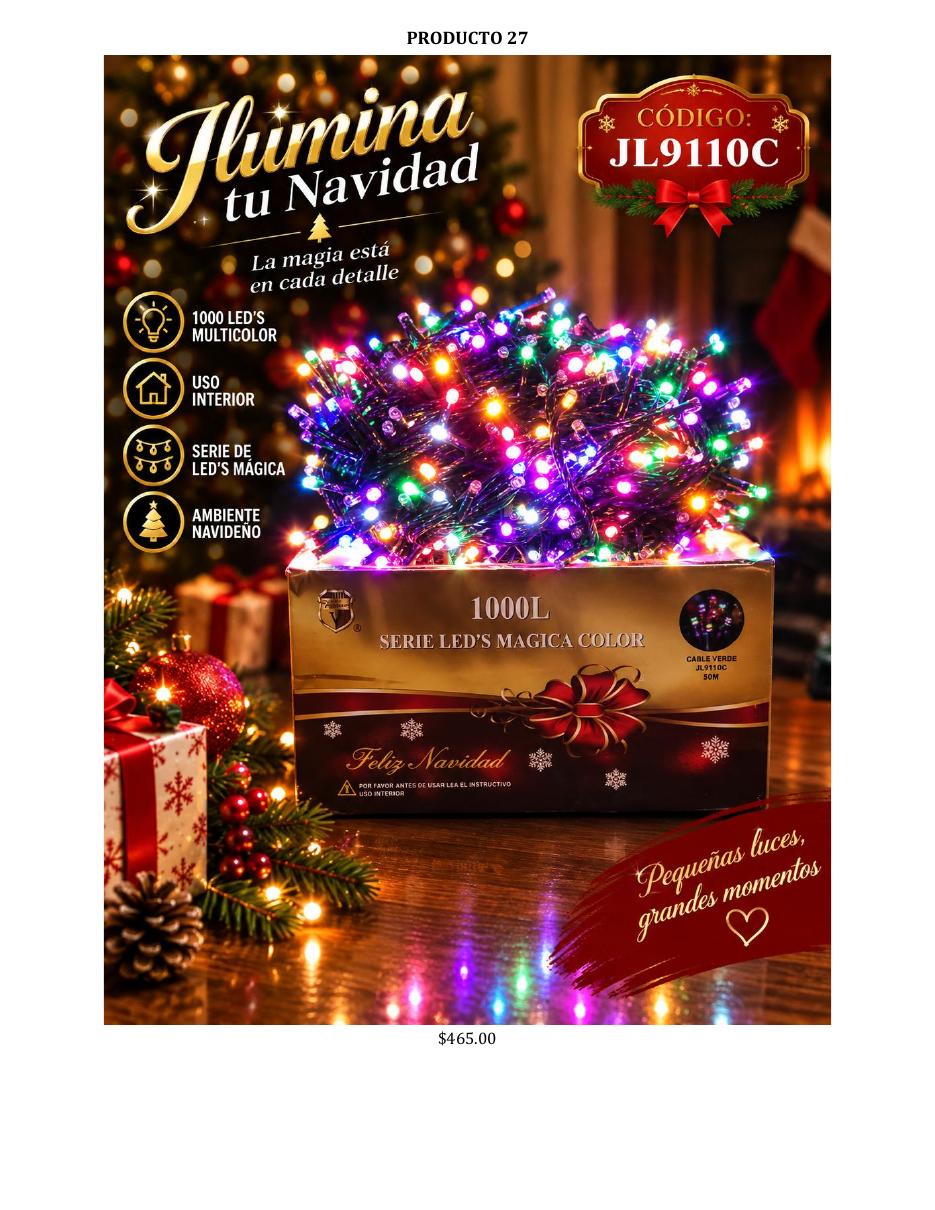 PRODUCTO 27
Ilumina
tu Navidad
La magia está
en cada detalle
CÓDIGO:
JL9110C
1000 LED'S
MULTICOLOR
USO
INTERIOR
SERIE DE
LED'S MÁGICA
AMBIENTE
NAVIDEÑO
V
®
1000L
SERIE LED'S MAGICA COLOR
CABLE VERDE
JL9110C
50M
Feliz Navidad
POR FAVOR ANTES DE USAR LEA EL INSTRUCTIVO
USO INTERIOR
Pequeñas luces,
grandes momentos
$465.00